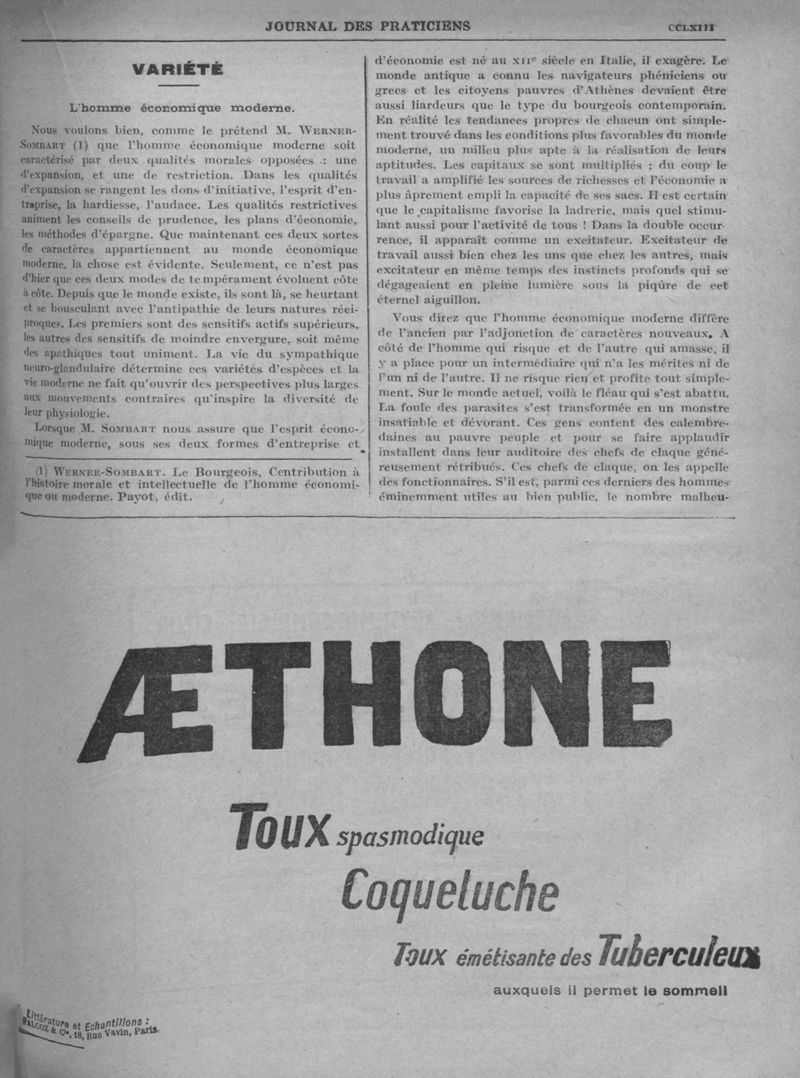 JOURNAL DES PRATICIENS
CCLXIII
VARIÉTÉ
L'homme économique moderne.
Nous voulons bien, comme le prétend M. WERNER-
SOMBART (1) que l'homme économique moderne soit
caractérisé par deux qualités morales opposées : une
d'expansion, et une de restriction. Dans les qualités
d'expansion se rangent les dons d'initiative, l'esprit d'en-
treprise, la hardiesse, l'audace. Les qualités restrictives
animent les conseils de prudence, les plans d'économie,
les méthodes d'épargne. Que maintenant ces deux sortes
de caractères appartiennent au monde économique
moderne, la chose est évidente. Seulement, ce n'est pas
d'hier que ces deux modes de tempérament évoluent côte
à côte. Depuis que le monde existe, ils sont là, se heurtant
et se bousculant avec l'antipathie de leurs natures réci-
proques. Les premiers sont des sensitifs actifs supérieurs,
les autres des sensitifs de moindre envergure, soit même
des apathiques tout uniment. La vie du sympathique
neuro-glandulaire détermine ces variétés d'espèces et la
vie moderne ne fait qu'ouvrir des perspectives plus larges
aux mouvements contraires qu'inspire la diversité de
leur physiologie.
Lorsque M. SOMBART nous assure que l'esprit écono-
mique moderne, sous ses deux formes d'entreprise et
(1) WERNER-SOMBART. Le Bourgeois, Contribution à
l'histoire morale et intellectuelle de l'homme économi-
que ou moderne. Payot, édit.
d'économie est né au XIIe siècle en Italie, il exagère. Le
monde antique a connu les navigateurs phéniciens ou
grecs et les citoyens pauvres d'Athènes devaient être
aussi liardeurs que le type du bourgeois contemporain.
En réalité les tendances propres de chacun ont simple-
ment trouvé dans les conditions plus favorables du monde
moderne, un milieu plus apte à la réalisation de leurs
aptitudes. Les capitaux se sont multipliés ; du coup le
travail a amplifié les sources de richesses et l'économie a
plus âprement empli la capacité de ses sacs. Il est certain
que le capitalisme favorise la ladrerie, mais quel stimu-
lant aussi pour l'activité de tous ! Dans la double occur-
rence, il apparaît comme un excitateur. Excitateur de
travail aussi bien chez les uns que chez les autres, mais
excitateur en même temps des instincts profonds qui se
dégageaient en pleine lumière sous la piqûre de cet
éternel aiguillon.
Vous direz que l'homme économique moderne diffère
de l'ancien par l'adjonction de caractères nouveaux. A
côté de l'homme qui risque et de l'autre qui amasse, il
y a place pour un intermédiaire qui n'a les mérites ni de
l'un ni de l'autre. Il ne risque rien et profite tout simple-
ment. Sur le monde actuel, voilà le fléau qui s'est abattu.
La foule des parasites s'est transformée en un monstre
insatiable et dévorant. Ces gens content des calembre-
daines au pauvre peuple et pour se faire applaudir
installent dans leur auditoire des chefs de claque géné-
reusement rétribués. Ces chefs de claque, on les appelle
des fonctionnaires. S'il est, parmi ces derniers des hommes
éminemment utiles au bien public, le nombre malheu-
ÆTHONE
Toux spasmodique
Coqueluche
Toux émétisante des Tuberculeux
auxquels il permet le sommeil
Littérature et Echantillons :
FALCOZ & Cie, 18, Rue Vavin, Paris.